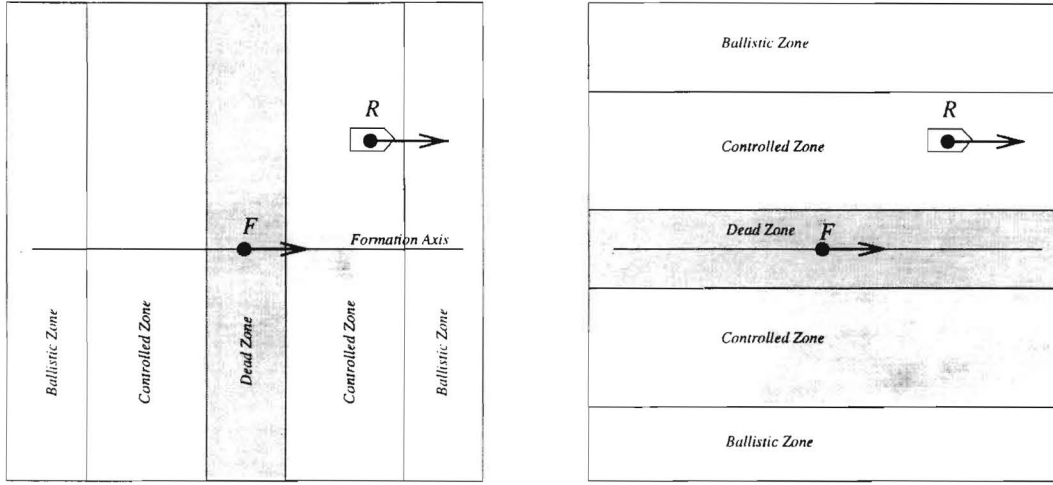 R
F
Formation Axis
Ballistic Zone
Controlled Zone
Dead Zone
Controlled Zone
Ballistic Zone
Ballistic Zone
R
Controlled Zone
Dead Zone
F
Controlled Zone
Ballistic Zone